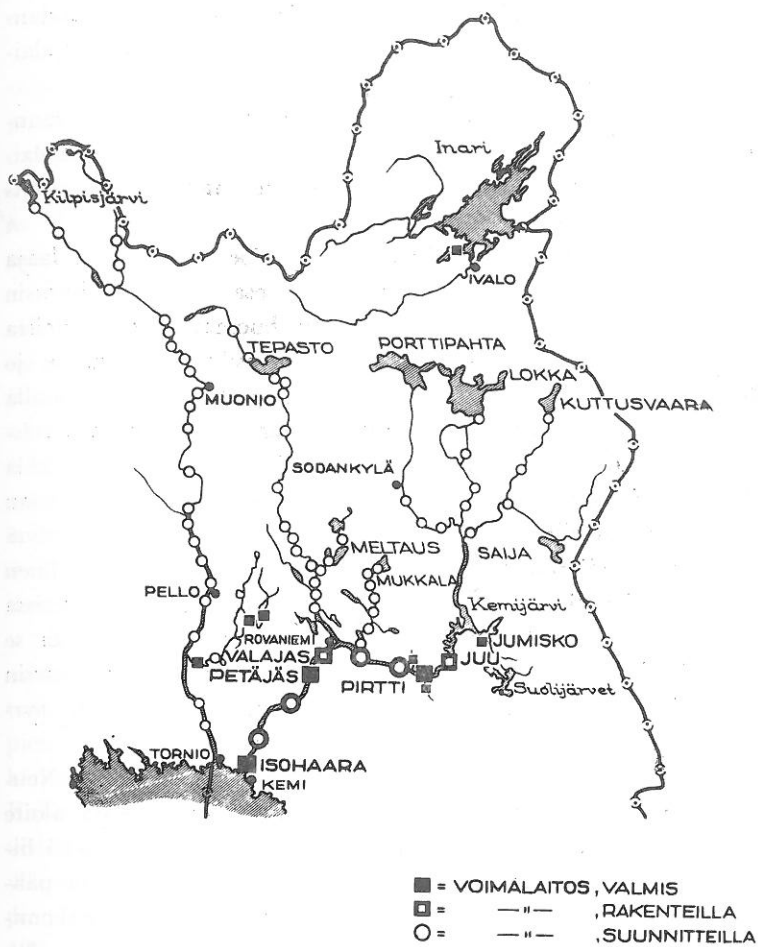 Inari
Kilpisjärvi
IVALO
TEPASTO
PORTTIPAHTA
LOKKA
MUONIO
KUTTUSVAARA
SODANKYLÄ
MELTAUS
SAIJA
MUKKALA
PELLO
Kemijärvi
ROVANIEMI
JUMISKO
VALAJAS
JUU
PETÄJÄS
PIRTTI
Suolijärvet
TORNIO
ISOHAARA
KEMI
■ = VOIMALAITOS, VALMIS
□ = —〃— , RAKENTEILLA
○ = —〃— , SUUNNITTEILLA